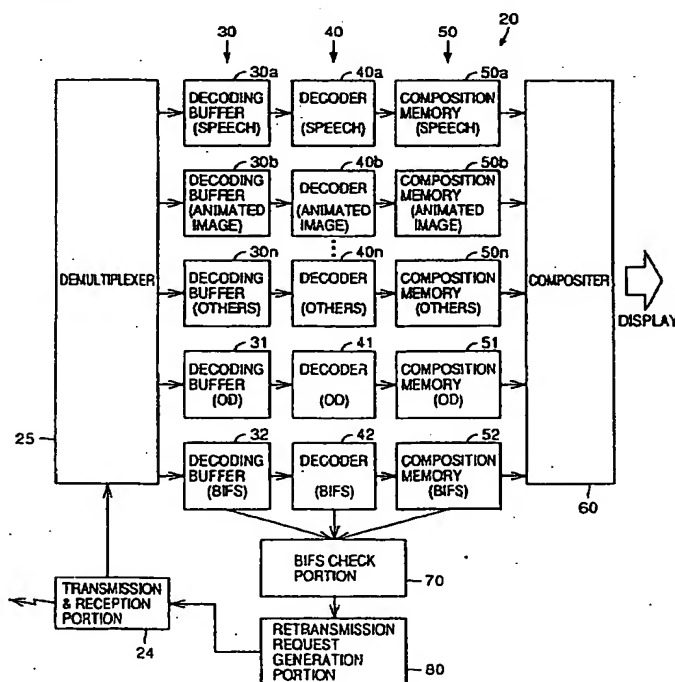 30
40
50
20
30a
40a
50a
DECODING
BUFFER
(SPEECH)
DECODER
(SPEECH)
COMPOSITION
MEMORY
(SPEECH)
30b
40b
50b
DECODING
BUFFER
(ANIMATED
IMAGE)
DECODER
(ANIMATED
IMAGE)
COMPOSITION
MEMORY
(ANIMATED
IMAGE)
30n
40n
50n
DEMULTIPLEXER
DECODING
BUFFER
(OTHERS)
DECODER
(OTHERS)
COMPOSITION
MEMORY
(OTHERS)
COMPOSITER
DISPLAY
31
41
51
DECODING
BUFFER
(OD)
DECODER
(OD)
COMPOSITION
MEMORY
(OD)
25
32
42
52
DECODING
BUFFER
(BIFS)
DECODER
(BIFS)
COMPOSITION
MEMORY
(BIFS)
60
BIFS CHECK
PORTION
70
TRANSMISSION
& RECEPTION
PORTION
24
RETRANSMISSION
REQUEST
GENERATION
PORTION
80